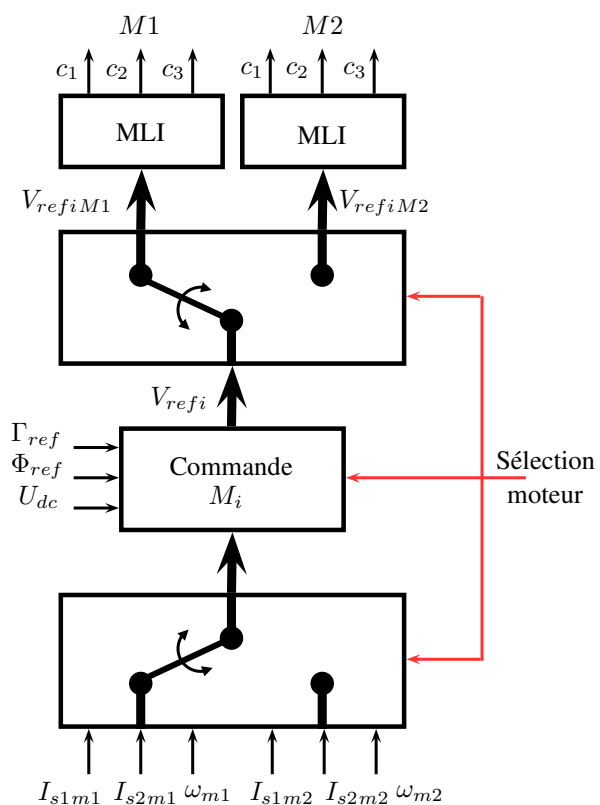 M1 M2
c1 c2 c3 c1 c2 c3
MLI MLI
VrefiM1 VrefiM2
Vrefi
Γref
Φref
Udc
Commande
Mi
Sélection
moteur
Is1m1 Is2m1 ωm1 Is1m2 Is2m2 ωm2